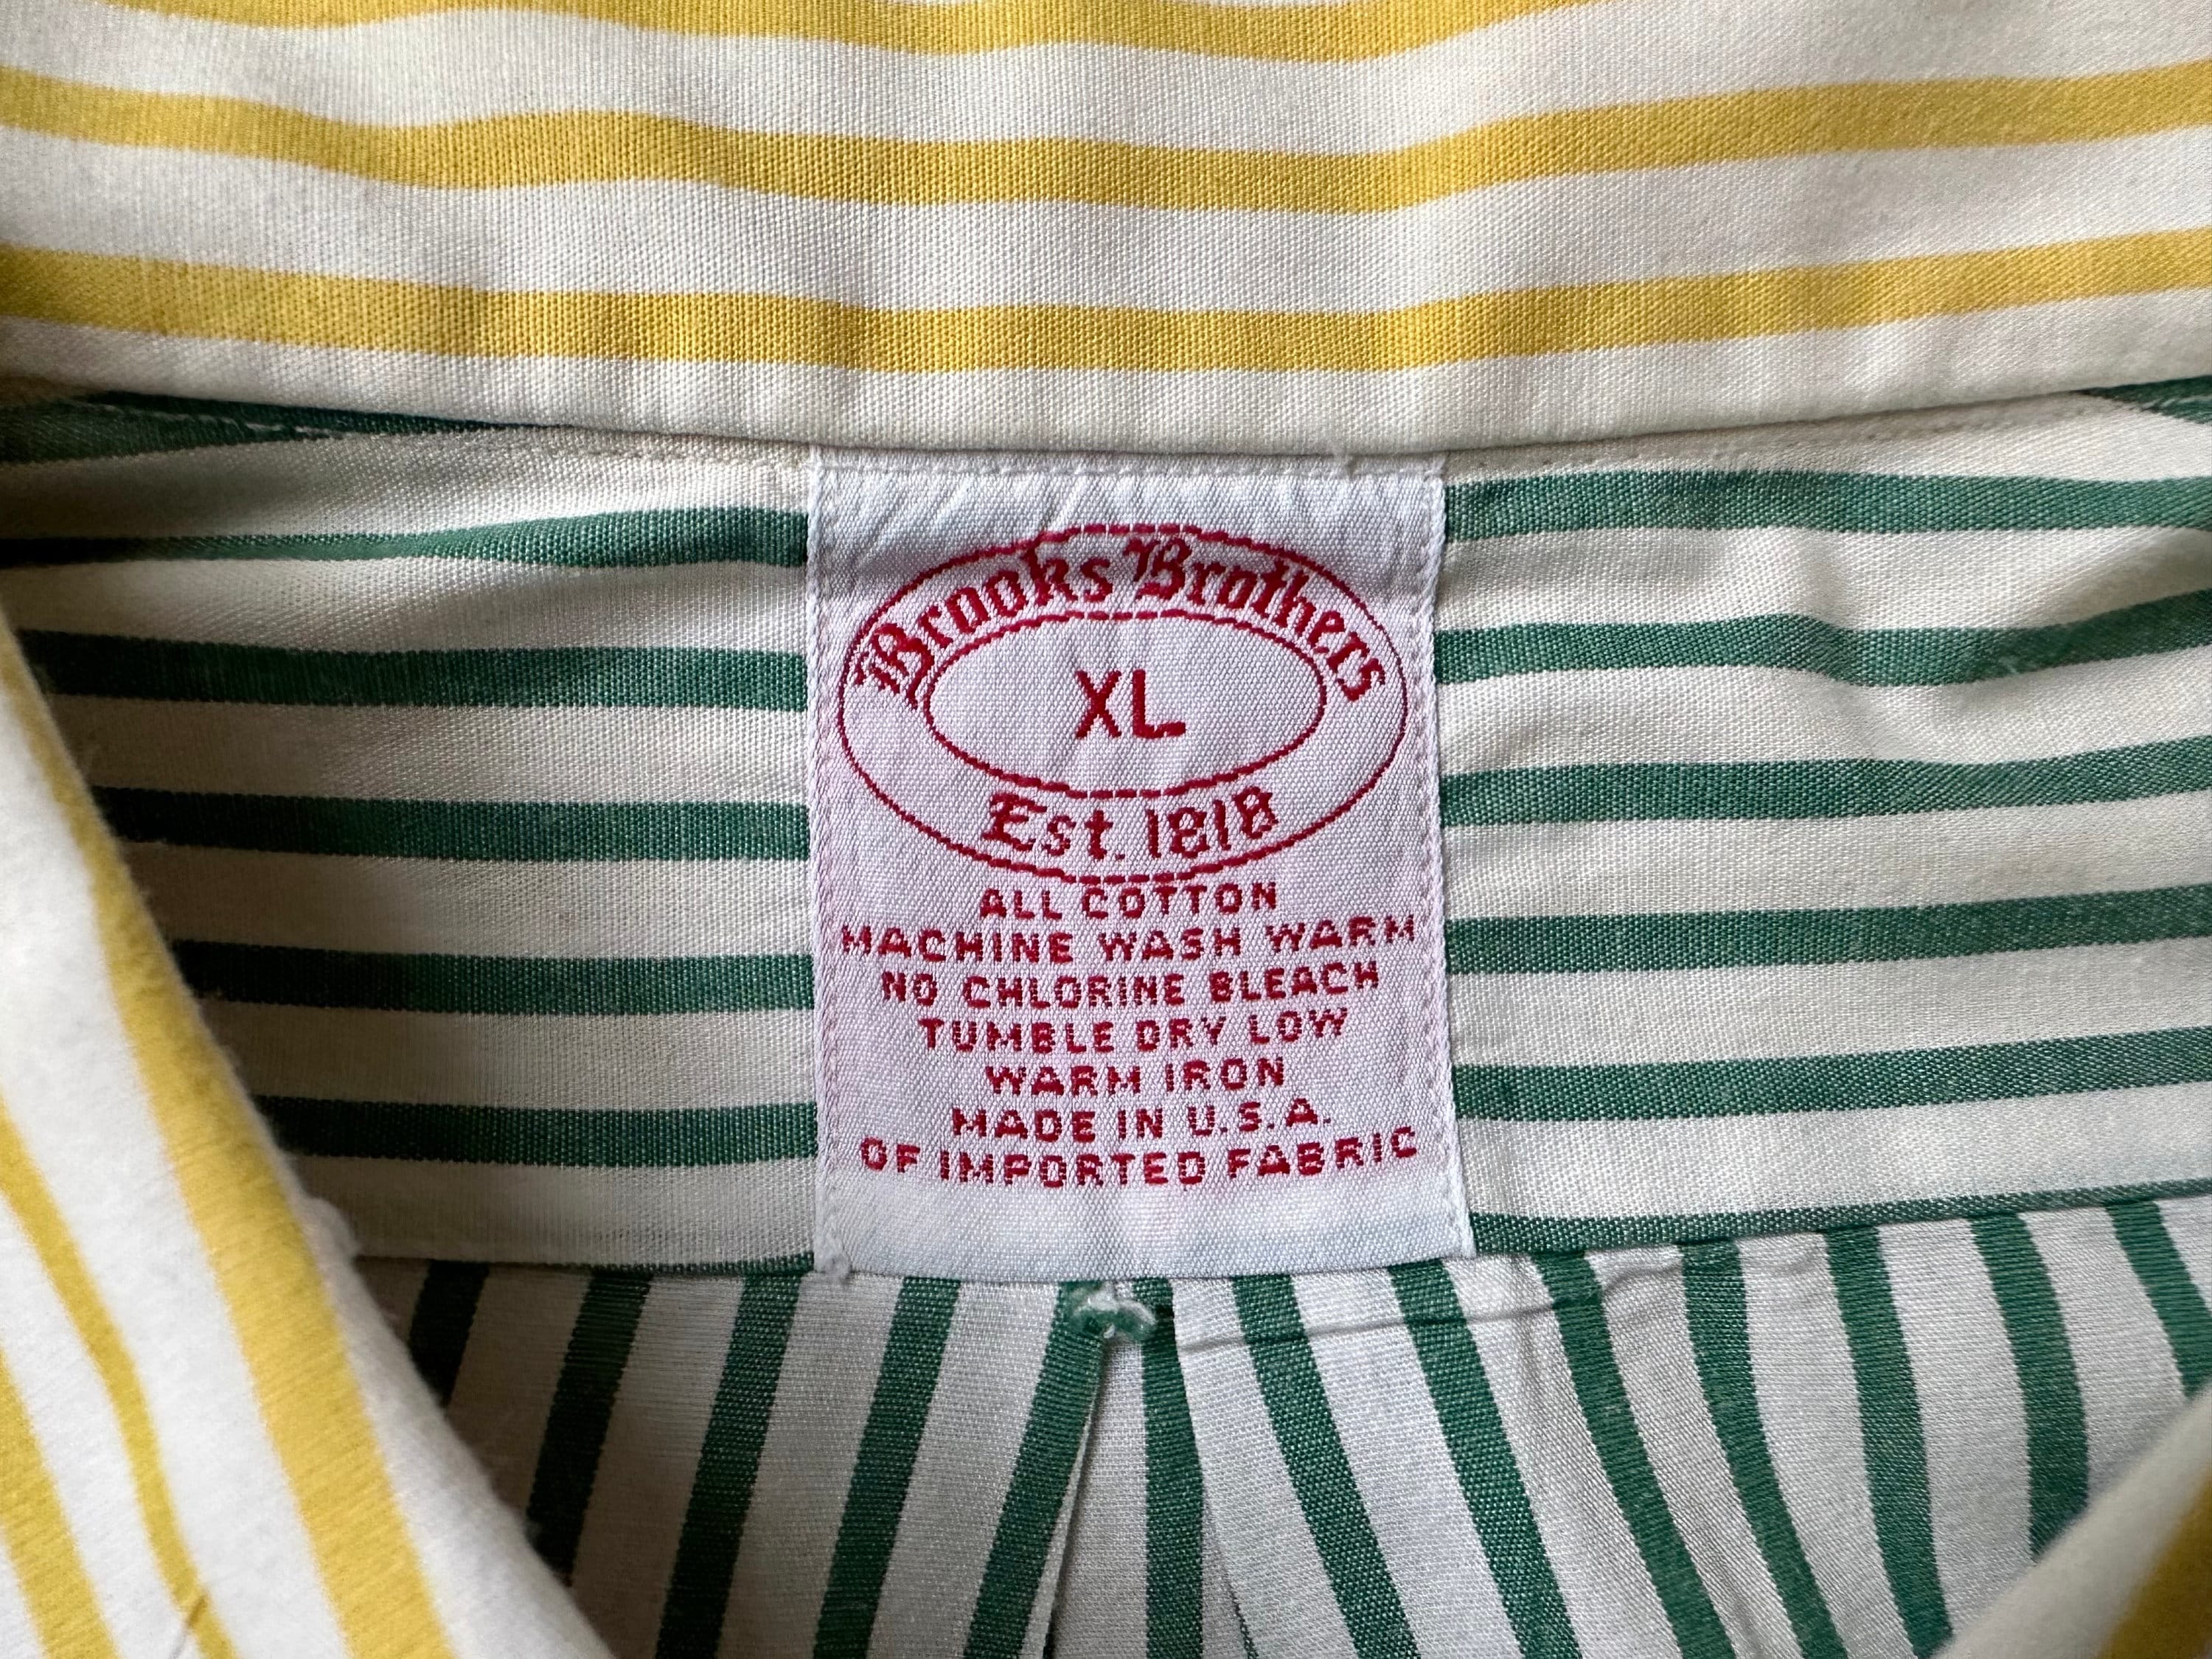 Brooks Brothers
XL
Est. 1818
ALL COTTON
MACHINE WASH WARM
NO CHLORINE BLEACH
TUMBLE DRY LOW
WARM IRON
MADE IN U.S.A.
OF IMPORTED FABRIC